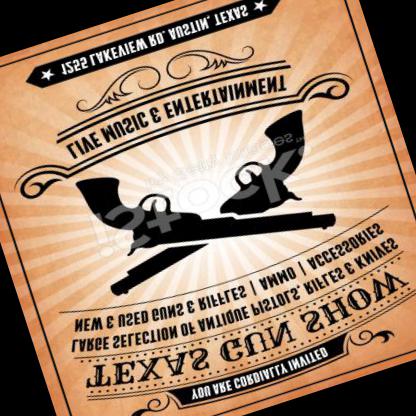 YOU ARE CORDIALLY INVITED
TEXAS GUN SHOW
LARGE SELECTION OF ANTIQUE PISTOLS, RIFLES & KNIVES
NEW & USED GUNS & RIFLES | AMMO | ACCESSORIES
LIVE MUSIC & ENTERTAINMENT
1255 LAKEVIEW RD. AUSTIN, TEXAS